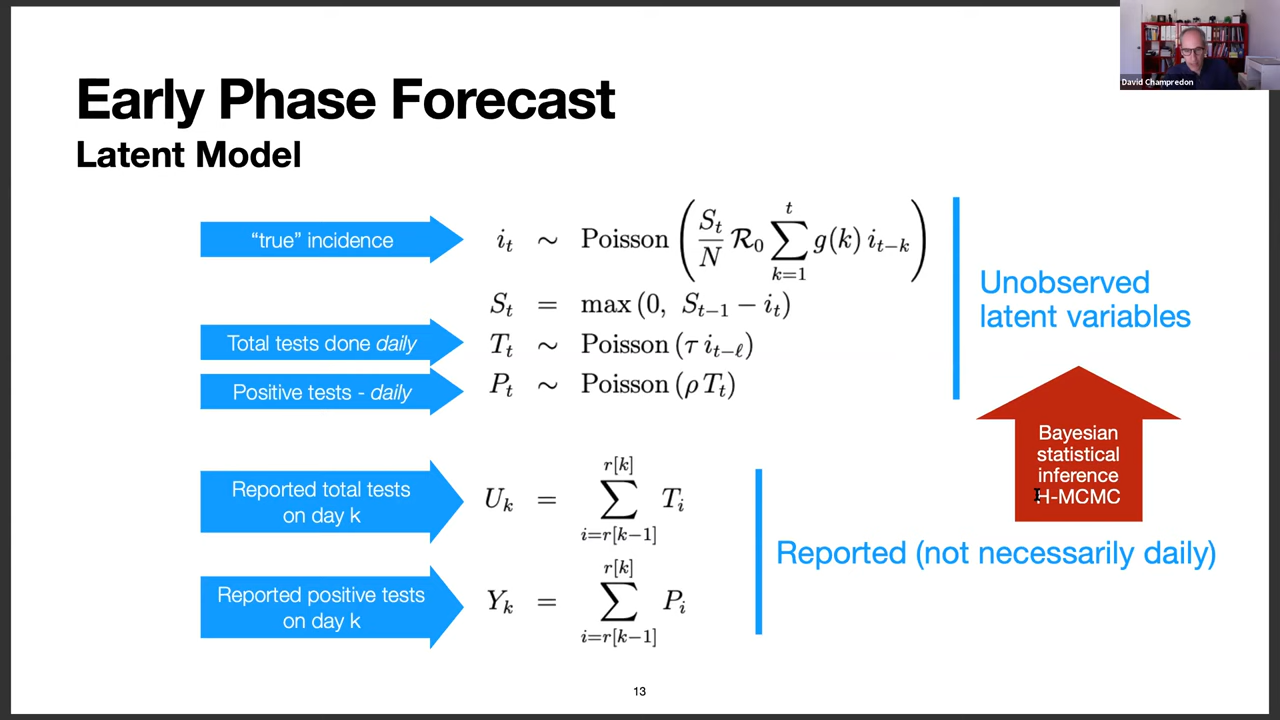 David Champredon
Early Phase Forecast
Latent Model
“true” incidence
i_t ∼ Poisson ( S_t/N R_0 ∑_{k=1}^{t} g(k) i_{t−k} )
S_t = max (0, S_{t−1} − i_t)
Total tests done daily
T_t ∼ Poisson (τ i_{t−ℓ})
Positive tests - daily
P_t ∼ Poisson (ρ T_t)
Unobserved
latent variables
Bayesian
statistical
inference
H-MCMC
Reported total tests
on day k
U_k = ∑_{i=r[k−1]}^{r[k]} T_i
Reported (not necessarily daily)
Reported positive tests
on day k
Y_k = ∑_{i=r[k−1]}^{r[k]} P_i
13